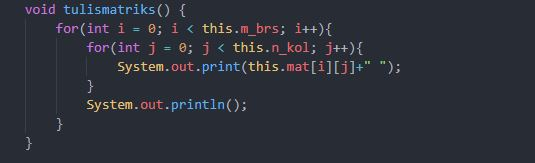 void tulismatriks() {
    for(int i = 0; i < this.m_brs; i++){
        for(int j = 0; j < this.n_kol; j++){
            System.out.print(this.mat[i][j]+" ");
        }
        System.out.println();
    }
}